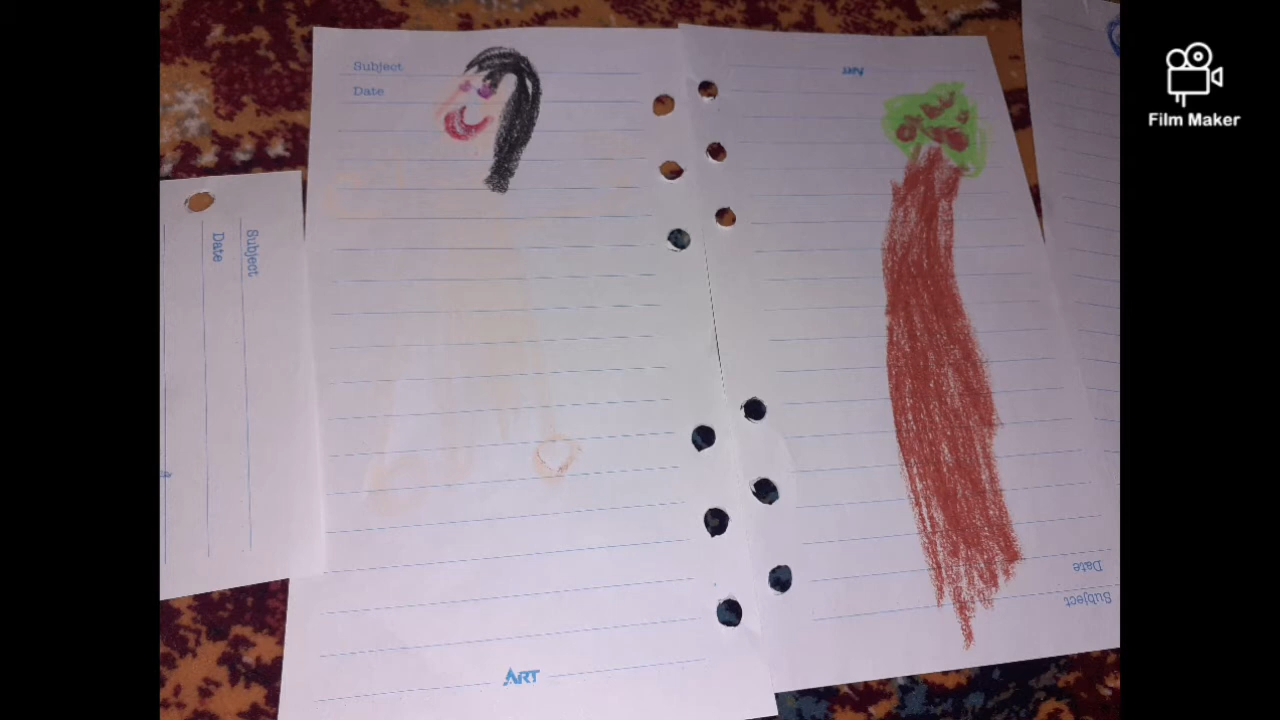 Subject
Date
ART
Subject
Date
ART
Date
Subject
Film Maker